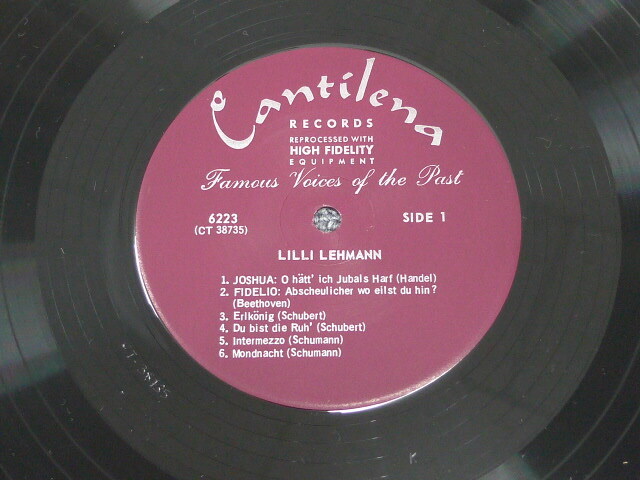 Cantilena
RECORDS
REPROCESSED WITH
HIGH FIDELITY
EQUIPMENT
Famous Voices of the Past
6223
(CT 38735)
SIDE 1
LILLI LEHMANN
1. JOSHUA: O hätt' ich Jubals Harf (Handel)
2. FIDELIO: Abscheulicher wo eilst du hin?
(Beethoven)
3. Erlkönig (Schubert)
4. Du bist die Ruh' (Schubert)
5. Intermezzo (Schumann)
6. Mondnacht (Schumann)